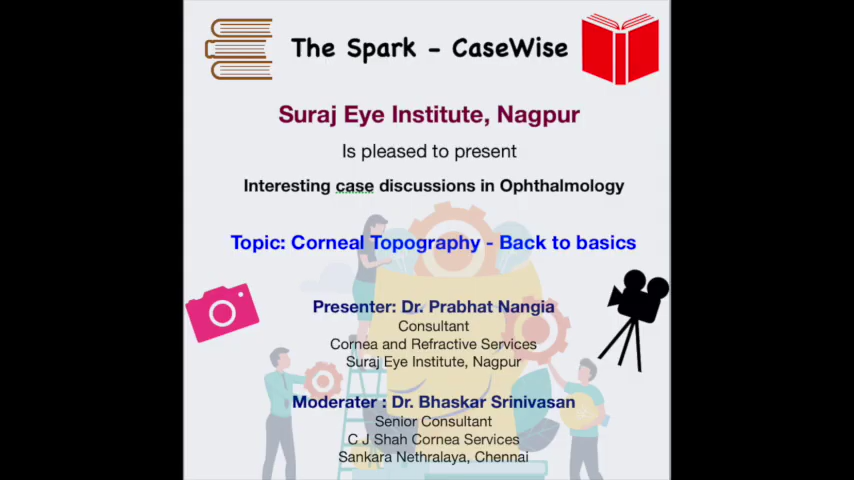 The Spark - CaseWise
Suraj Eye Institute, Nagpur
Is pleased to present
Interesting case discussions in Ophthalmology
Topic: Corneal Topography - Back to basics
Presenter: Dr. Prabhat Nangia
Consultant
Cornea and Refractive Services
Suraj Eye Institute, Nagpur
Moderater : Dr. Bhaskar Srinivasan
Senior Consultant
C J Shah Cornea Services
Sankara Nethralaya, Chennai